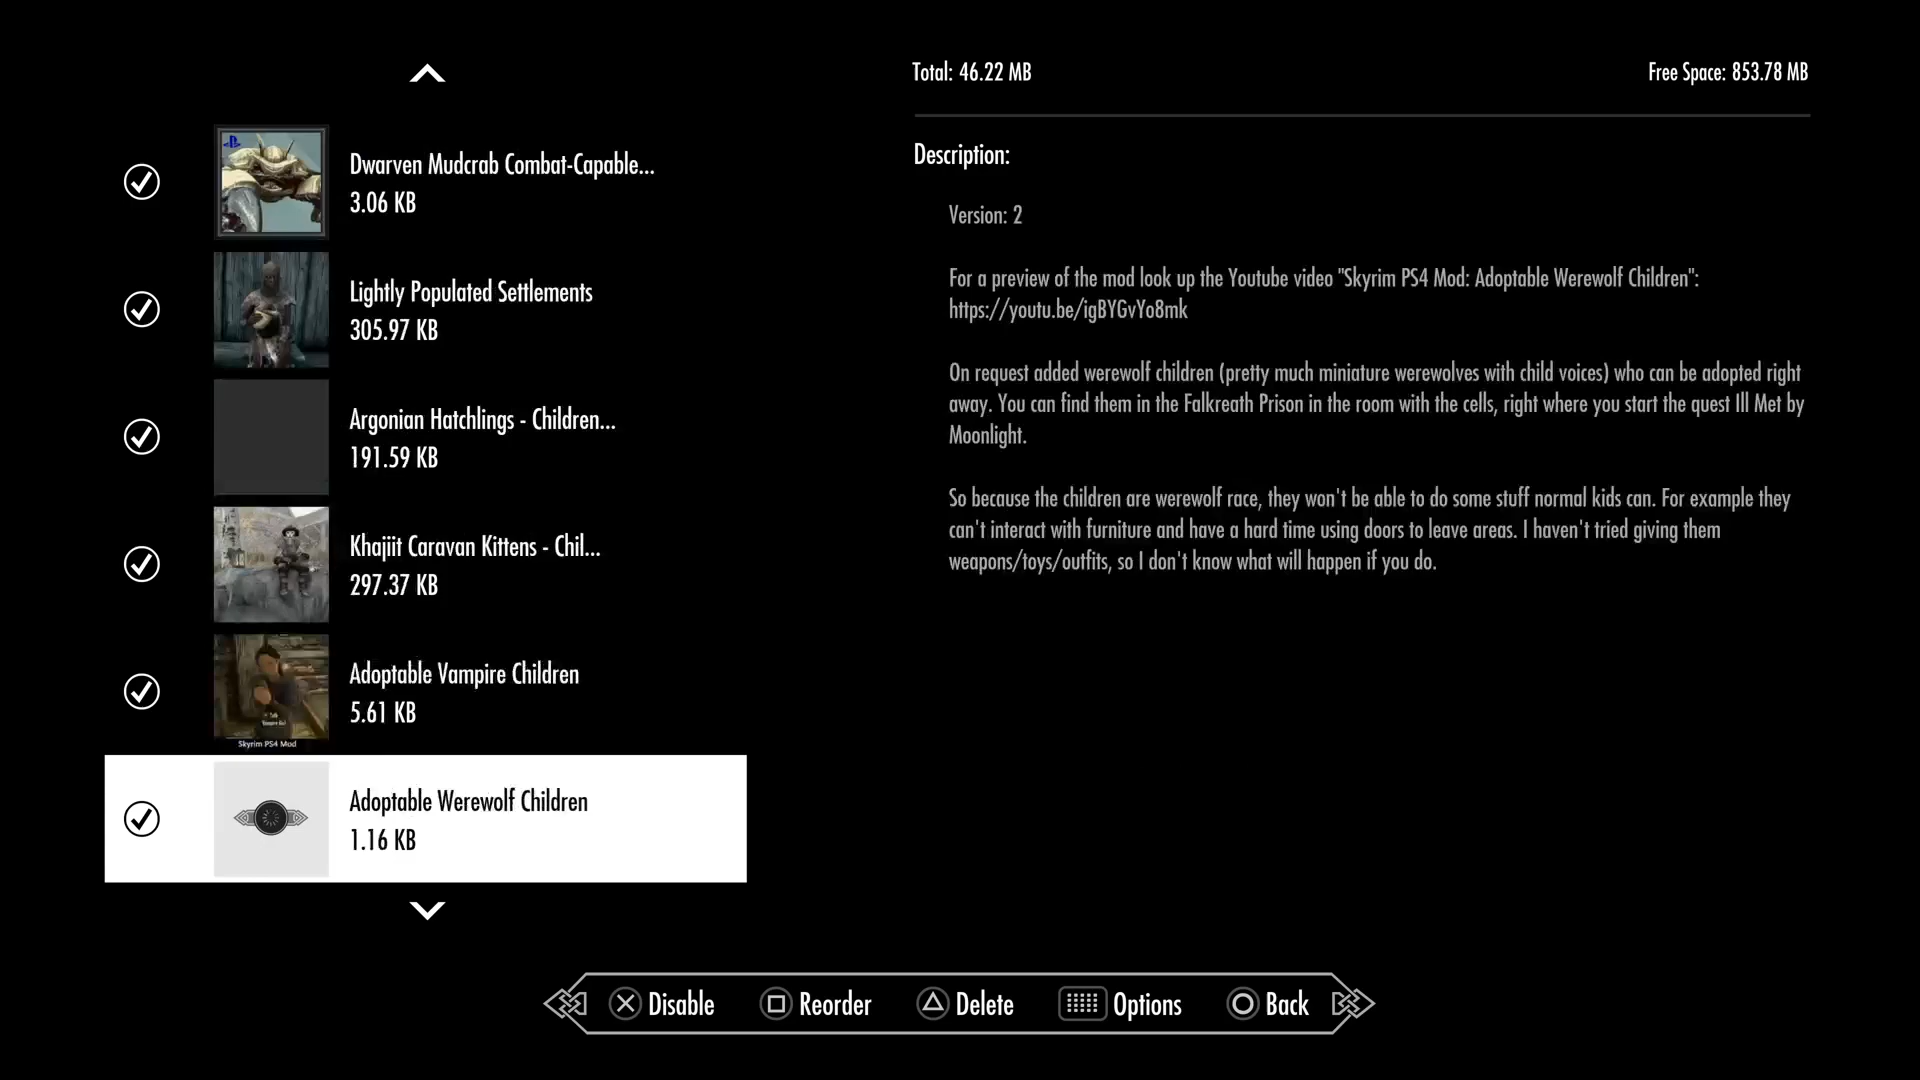 Total: 46.22 MB
Free Space: 853.78 MB
Dwarven Mudcrab Combat-Capable...
3.06 KB
Lightly Populated Settlements
305.97 KB
Argonian Hatchlings - Children...
191.59 KB
Khajiit Caravan Kittens - Chil...
297.37 KB
Adoptable Vampire Children
5.61 KB
Skyrim PS4 Mod
Adoptable Werewolf Children
1.16 KB
Description:
Version: 2
For a preview of the mod look up the Youtube video "Skyrim PS4 Mod: Adoptable Werewolf Children":
https://youtu.be/igBYGvYo8mk
On request added werewolf children (pretty much miniature werewolves with child voices) who can be adopted right
away. You can find them in the Falkreath Prison in the room with the cells, right where you start the quest Ill Met by
Moonlight.
So because the children are werewolf race, they won't be able to do some stuff normal kids can. For example they
can't interact with furniture and have a hard time using doors to leave areas. I haven't tried giving them
weapons/toys/outfits, so I don't know what will happen if you do.
Disable
Reorder
Delete
Options
Back